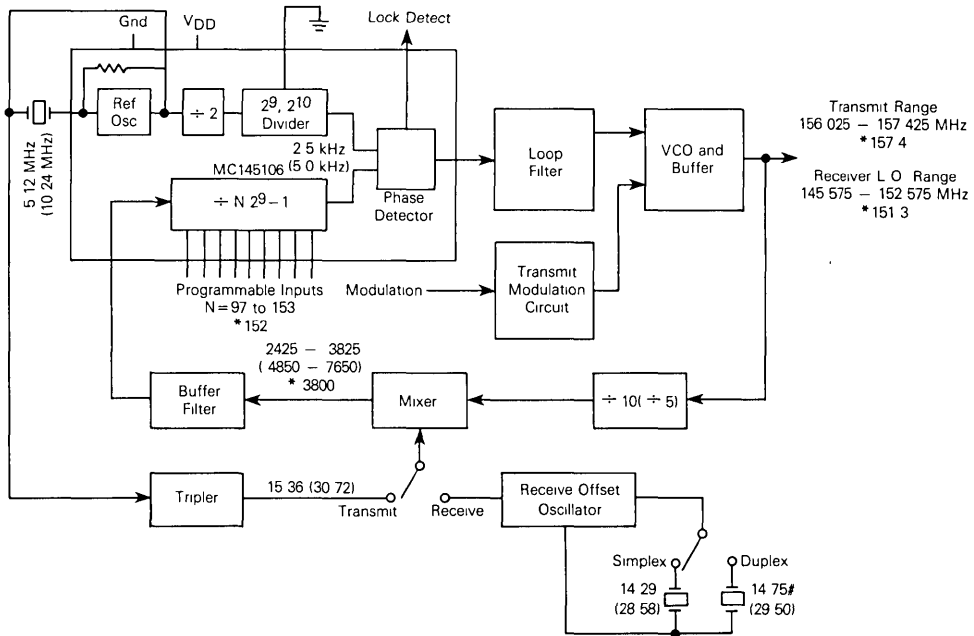 Gnd
VDD
Lock Detect
Ref
Osc
÷ 2
2⁹, 2¹⁰
Divider
5 12 MHz
(10 24 MHz)
2 5 kHz
(5 0 kHz)
MC145106
÷ N 2⁹ – 1
Phase
Detector
Loop
Filter
VCO and
Buffer
Transmit Range
156 025 – 157 425 MHz
*157 4
Receiver L O Range
145 575 – 152 575 MHz
*151 3
Programmable Inputs
N = 97 to 153
*152
Modulation
Transmit
Modulation
Circuit
2425 – 3825
(4850 – 7650)
* 3800
Buffer
Filter
Mixer
÷ 10( ÷ 5)
Tripler
15 36 (30 72)
Transmit
Receive
Receive Offset
Oscillator
Simplex
Duplex
14 29
(28 58)
14 75#
(29 50)